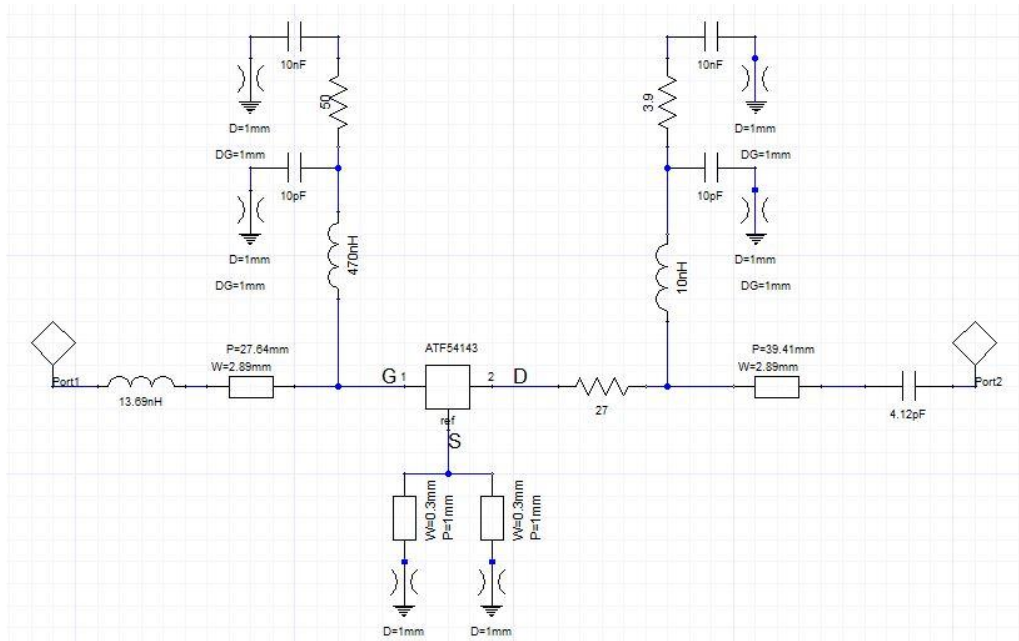 10nF
50
D=1mm
DG=1mm
10pF
D=1mm
DG=1mm
470nH
10nF
3.9
D=1mm
DG=1mm
10pF
D=1mm
DG=1mm
10nH
Port1
13.69nH
P=27.64mm
W=2.89mm
ATF54143
G 1
2 D
ref
S
27
P=39.41mm
W=2.89mm
4.12pF
Port2
W=0.3mm
P=1mm
W=0.3mm
P=1mm
D=1mm
D=1mm